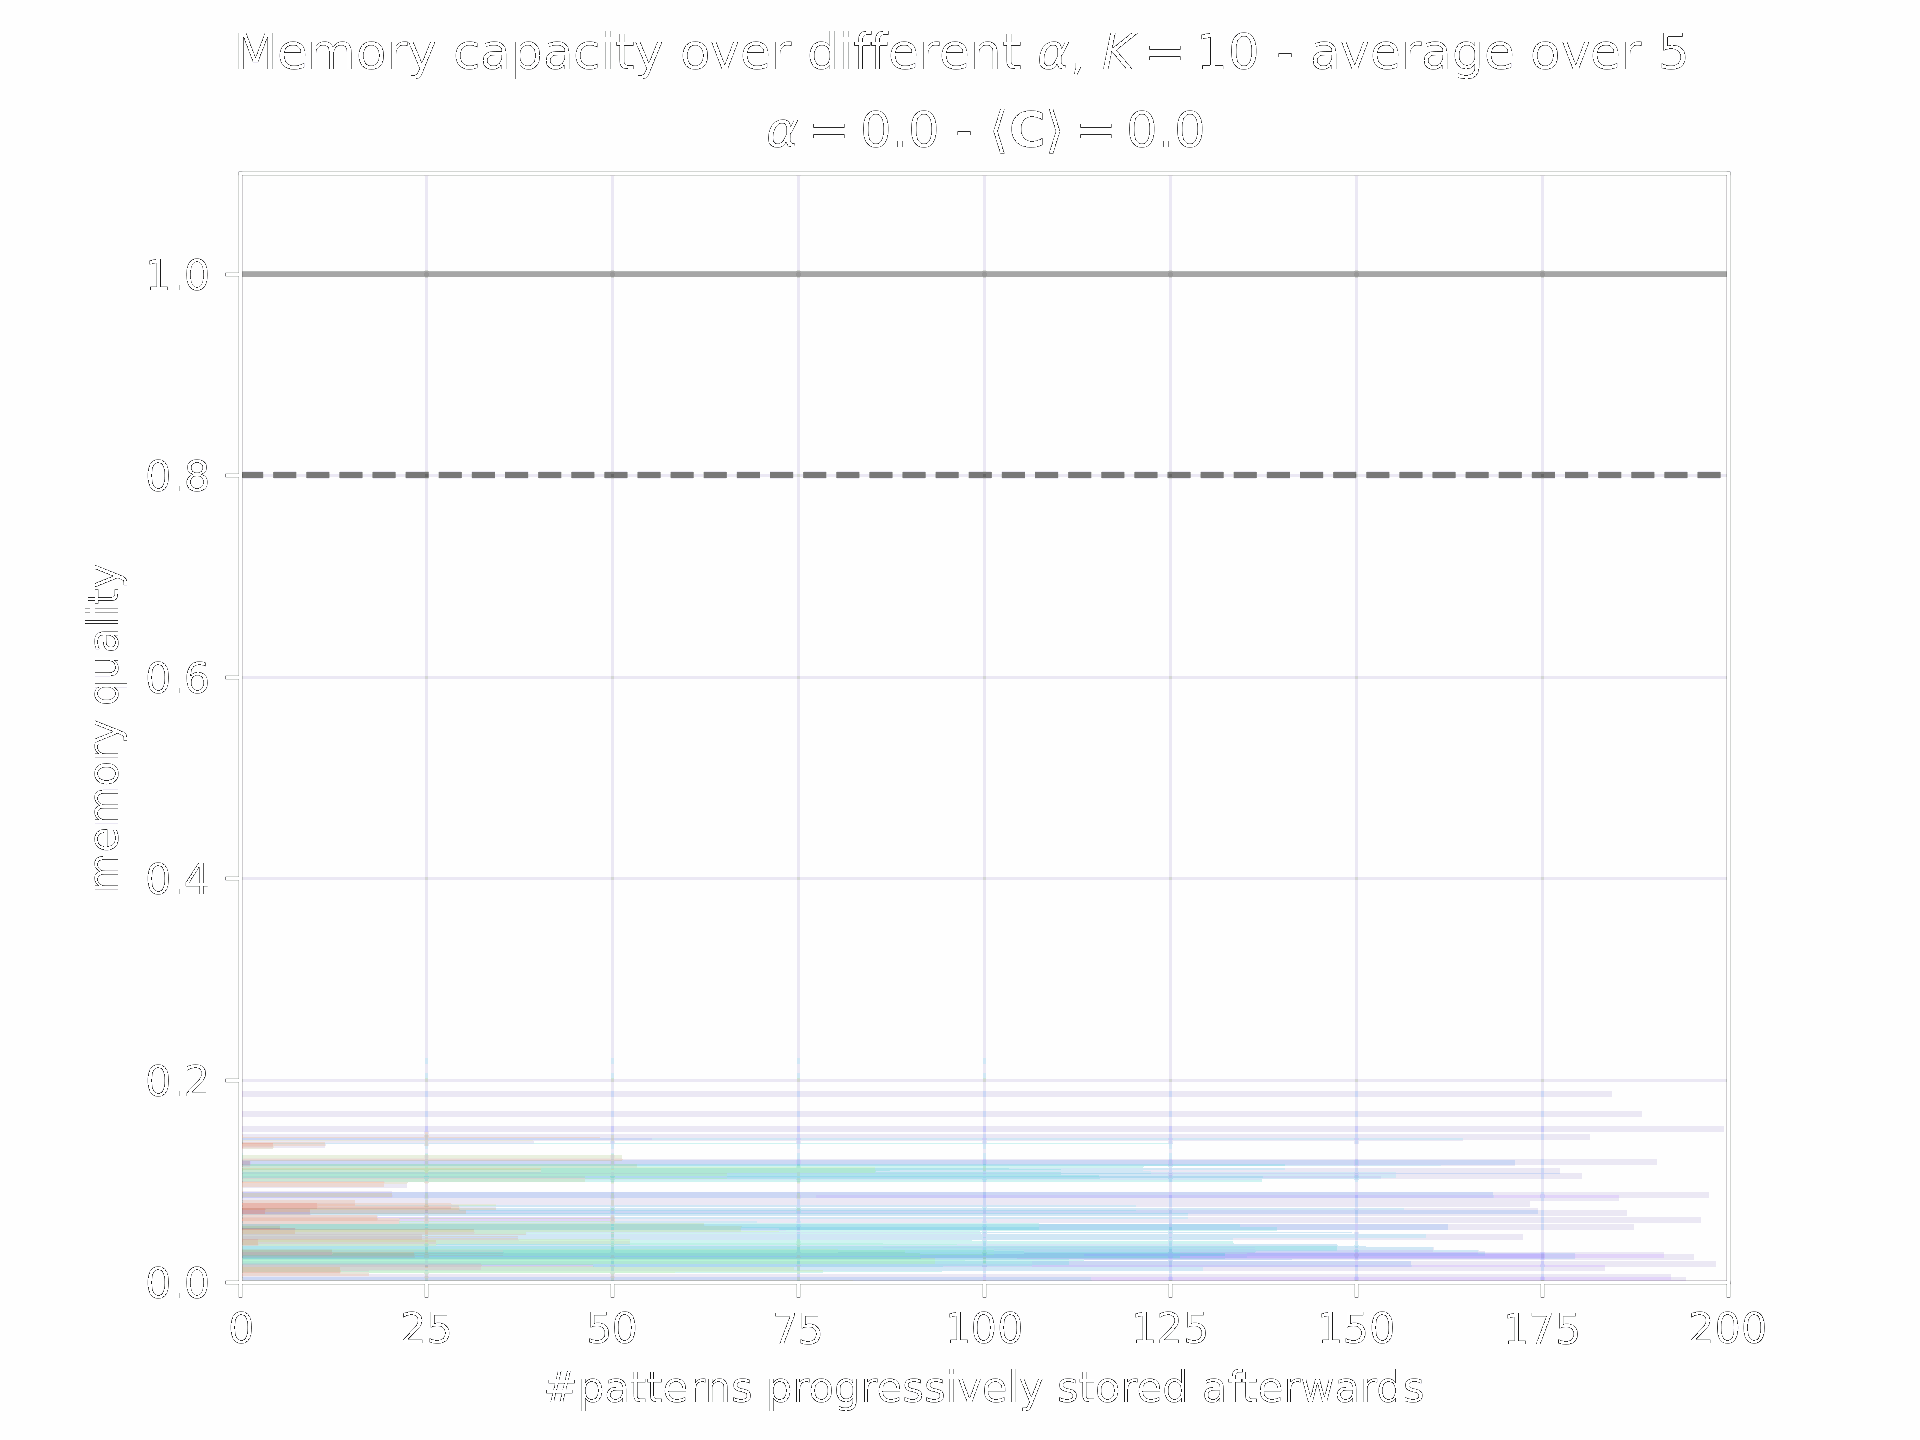 Memory capacity over different α, K = 10 - average over 5
α = 0.0 - ⟨C⟩ = 0.0
1.0
0.8
0.6
0.4
0.2
0.0
memory quality
0 25 50 75 100 125 150 175 200
#patterns progressively stored afterwards